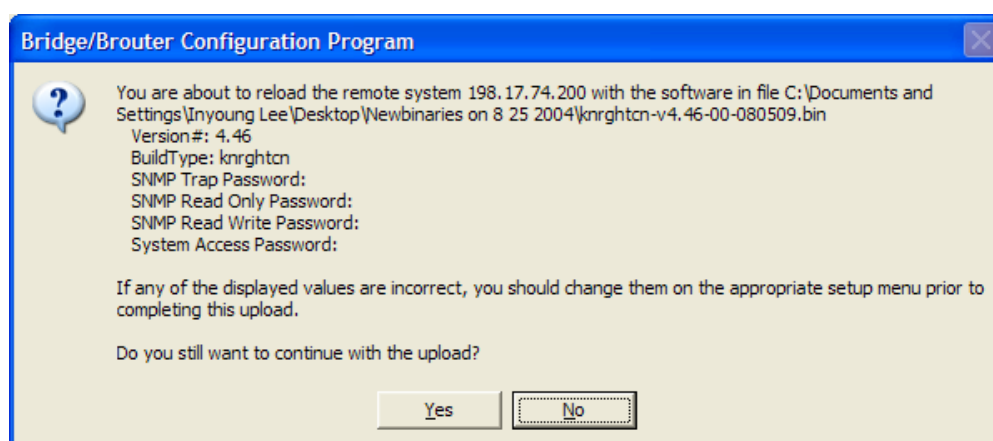 Bridge/Brouter Configuration Program
You are about to reload the remote system 198.17.74.200 with the software in file C:\Documents and
Settings\Inyoung Lee\Desktop\Newbinaries on 8 25 2004\knrghtcn-v4.46-00-080509.bin
Version#: 4.46
BuildType: knrghtcn
SNMP Trap Password:
SNMP Read Only Password:
SNMP Read Write Password:
System Access Password:
If any of the displayed values are incorrect, you should change them on the appropriate setup menu prior to
completing this upload.
Do you still want to continue with the upload?
Yes
No